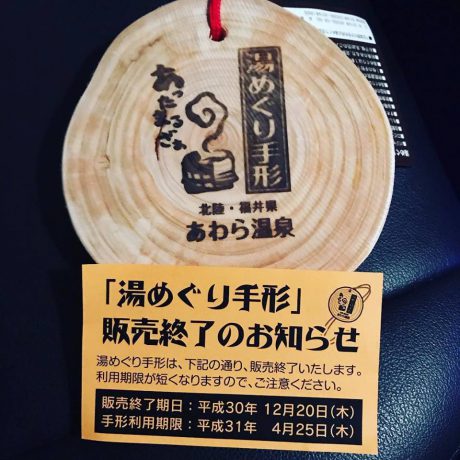 湯めぐり手形
あったまるざぁ
北陸・福井県
あわら温泉
「湯めぐり手形」
販売終了のお知らせ
湯めぐり手形は、下記の通り、販売終了いたします。
利用期限が短くなりますので、ご注意ください。
販売終了期日：平成30年 12月20日(木)
手形利用期限：平成31年 4月25日(木)